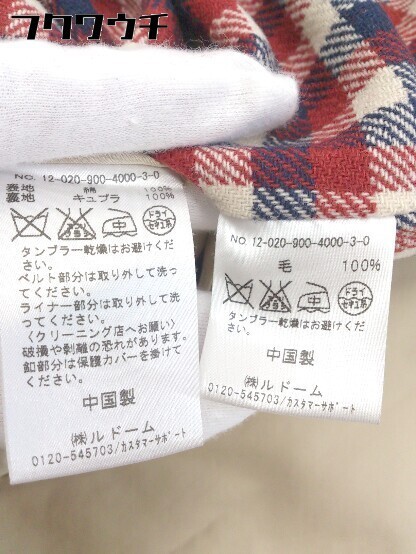 フクワウチ
NO. 12-020-900-4000-3-0
表地 綿 100%
裏地 キュプラ 100%
ドライ
セキユ系
タンブラー乾燥はお避けくだ
さい。
ベルト部分は取り外して洗っ
てください。
ライナー部分は取り外して洗
ってください。
〈クリーニング店へお願い〉
破損や剥離の恐れがあります。
釦部分は保護カバーを掛けて
ください。
中国製
㈱ルドーム
0120-545703/カスタマーサポート
NO. 12-020-900-4000-3-0
毛 100%
ドライ
セキユ系
タンブラー乾燥はお避けくだ
さい。
中国製
㈱ルドーム
0120-545703/カスタマーサポート